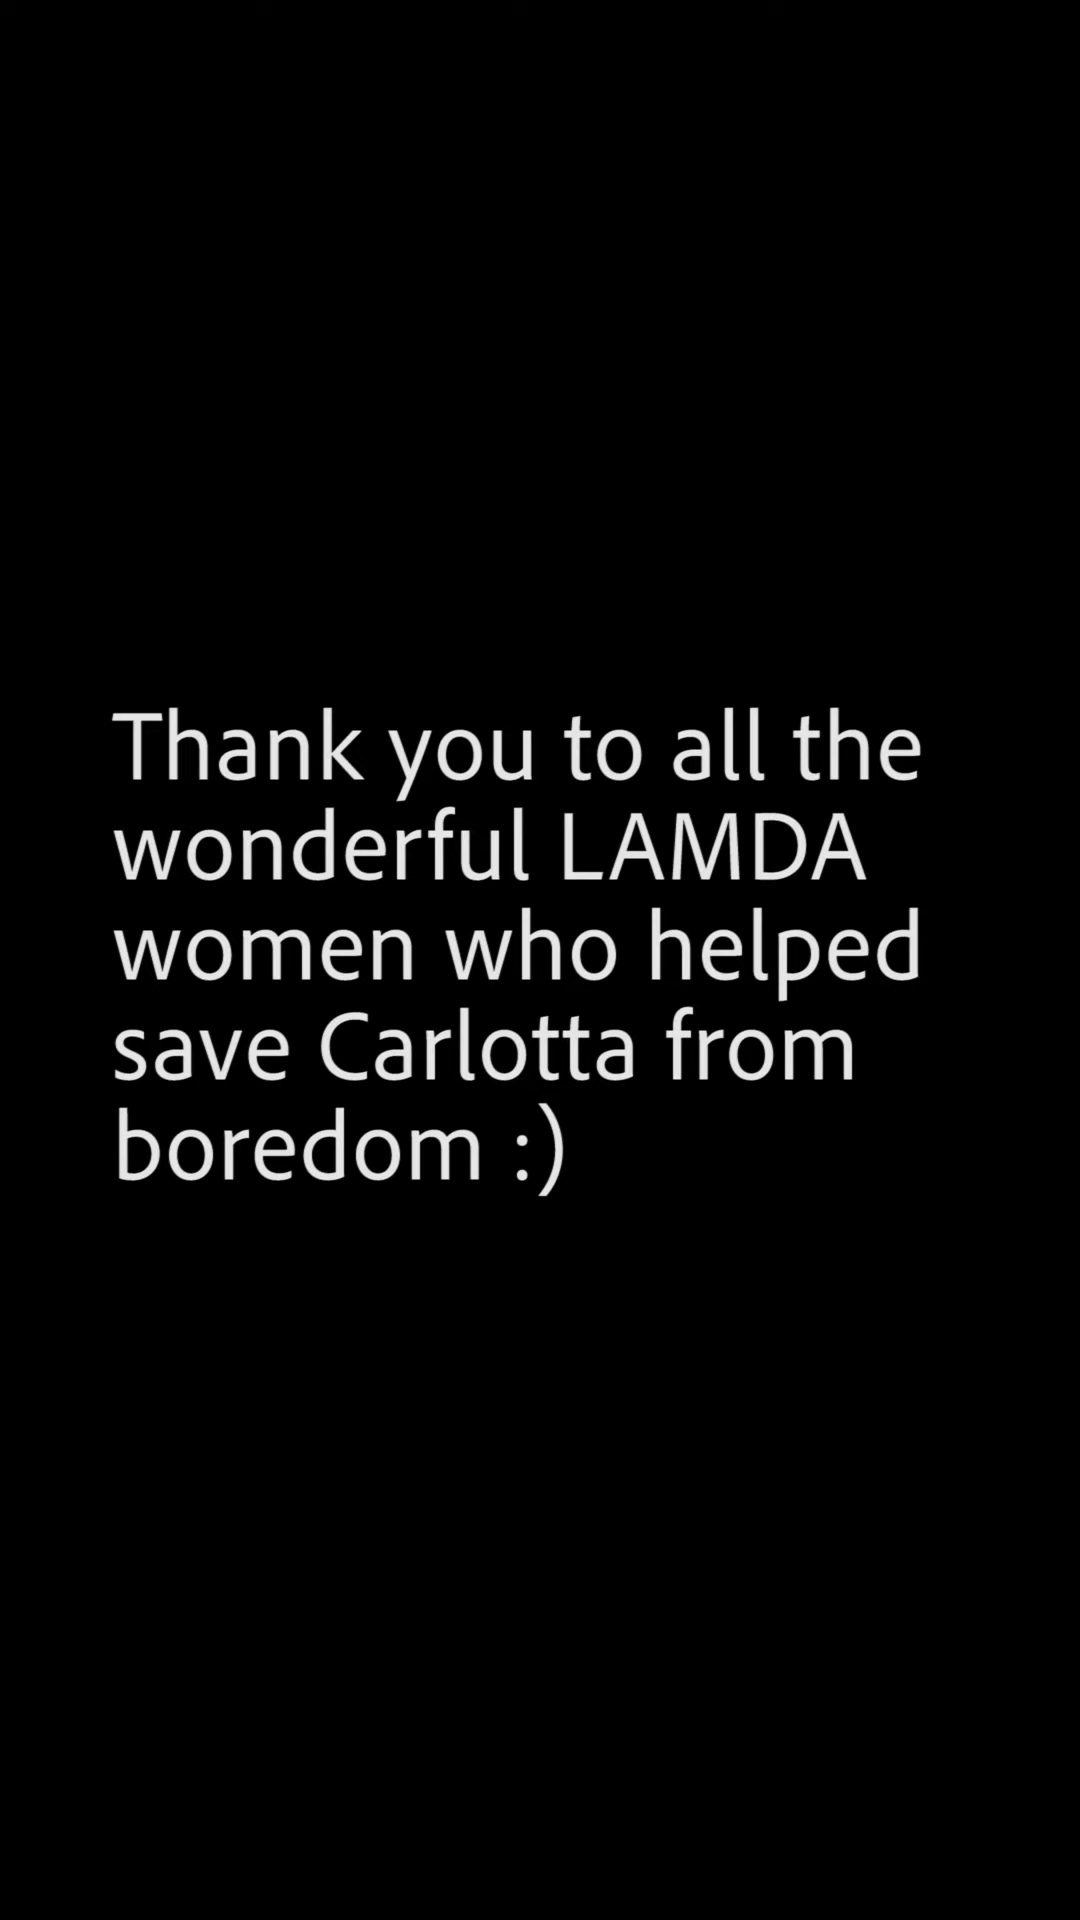 Thank you to all the
wonderful LAMDA
women who helped
save Carlotta from
boredom :)